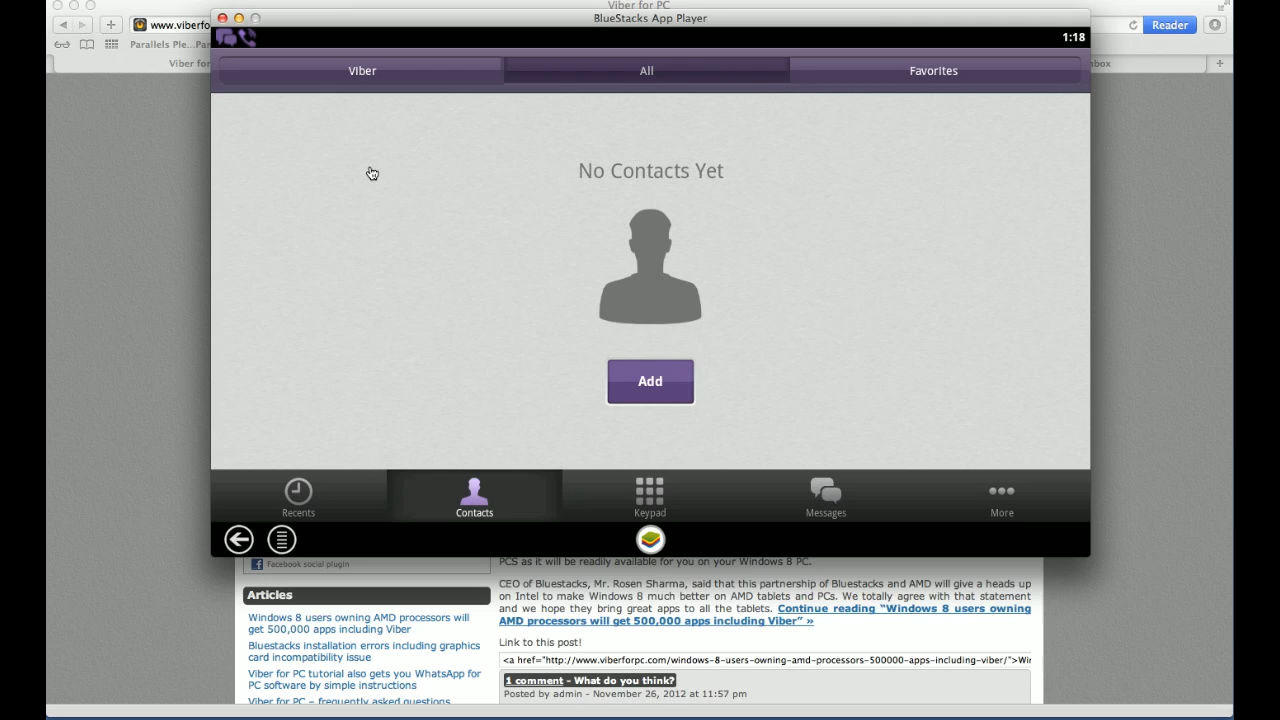 Viber for PC
www.viberfo
Reader
Parallels Ple...Par
Viber for
nbox
BlueStacks App Player
1:18
Viber
All
Favorites
No Contacts Yet
Add
Recents
Contacts
Keypad
Messages
More
Facebook social plugin
Articles
Windows 8 users owning AMD processors will
get 500,000 apps including Viber
Bluestacks installation errors including graphics
card incompatibility issue
Viber for PC tutorial also gets you WhatsApp for
PC software by simple instructions
Viber for PC – frequently asked questions
PCS as it will be readily available for you on your Windows 8 PC.
CEO of Bluestacks, Mr. Rosen Sharma, said that this partnership of Bluestacks and AMD will give a heads up
on Intel to make Windows 8 much better on AMD tablets and PCs. We totally agree with that statement
and we hope they bring great apps to all the tablets. Continue reading “Windows 8 users owning
AMD processors will get 500,000 apps including Viber” »
Link to this post!
<a href="http://www.viberforpc.com/windows-8-users-owning-amd-processors-500000-apps-including-viber/">Wi
1 comment - What do you think?
Posted by admin - November 26, 2012 at 11:57 pm